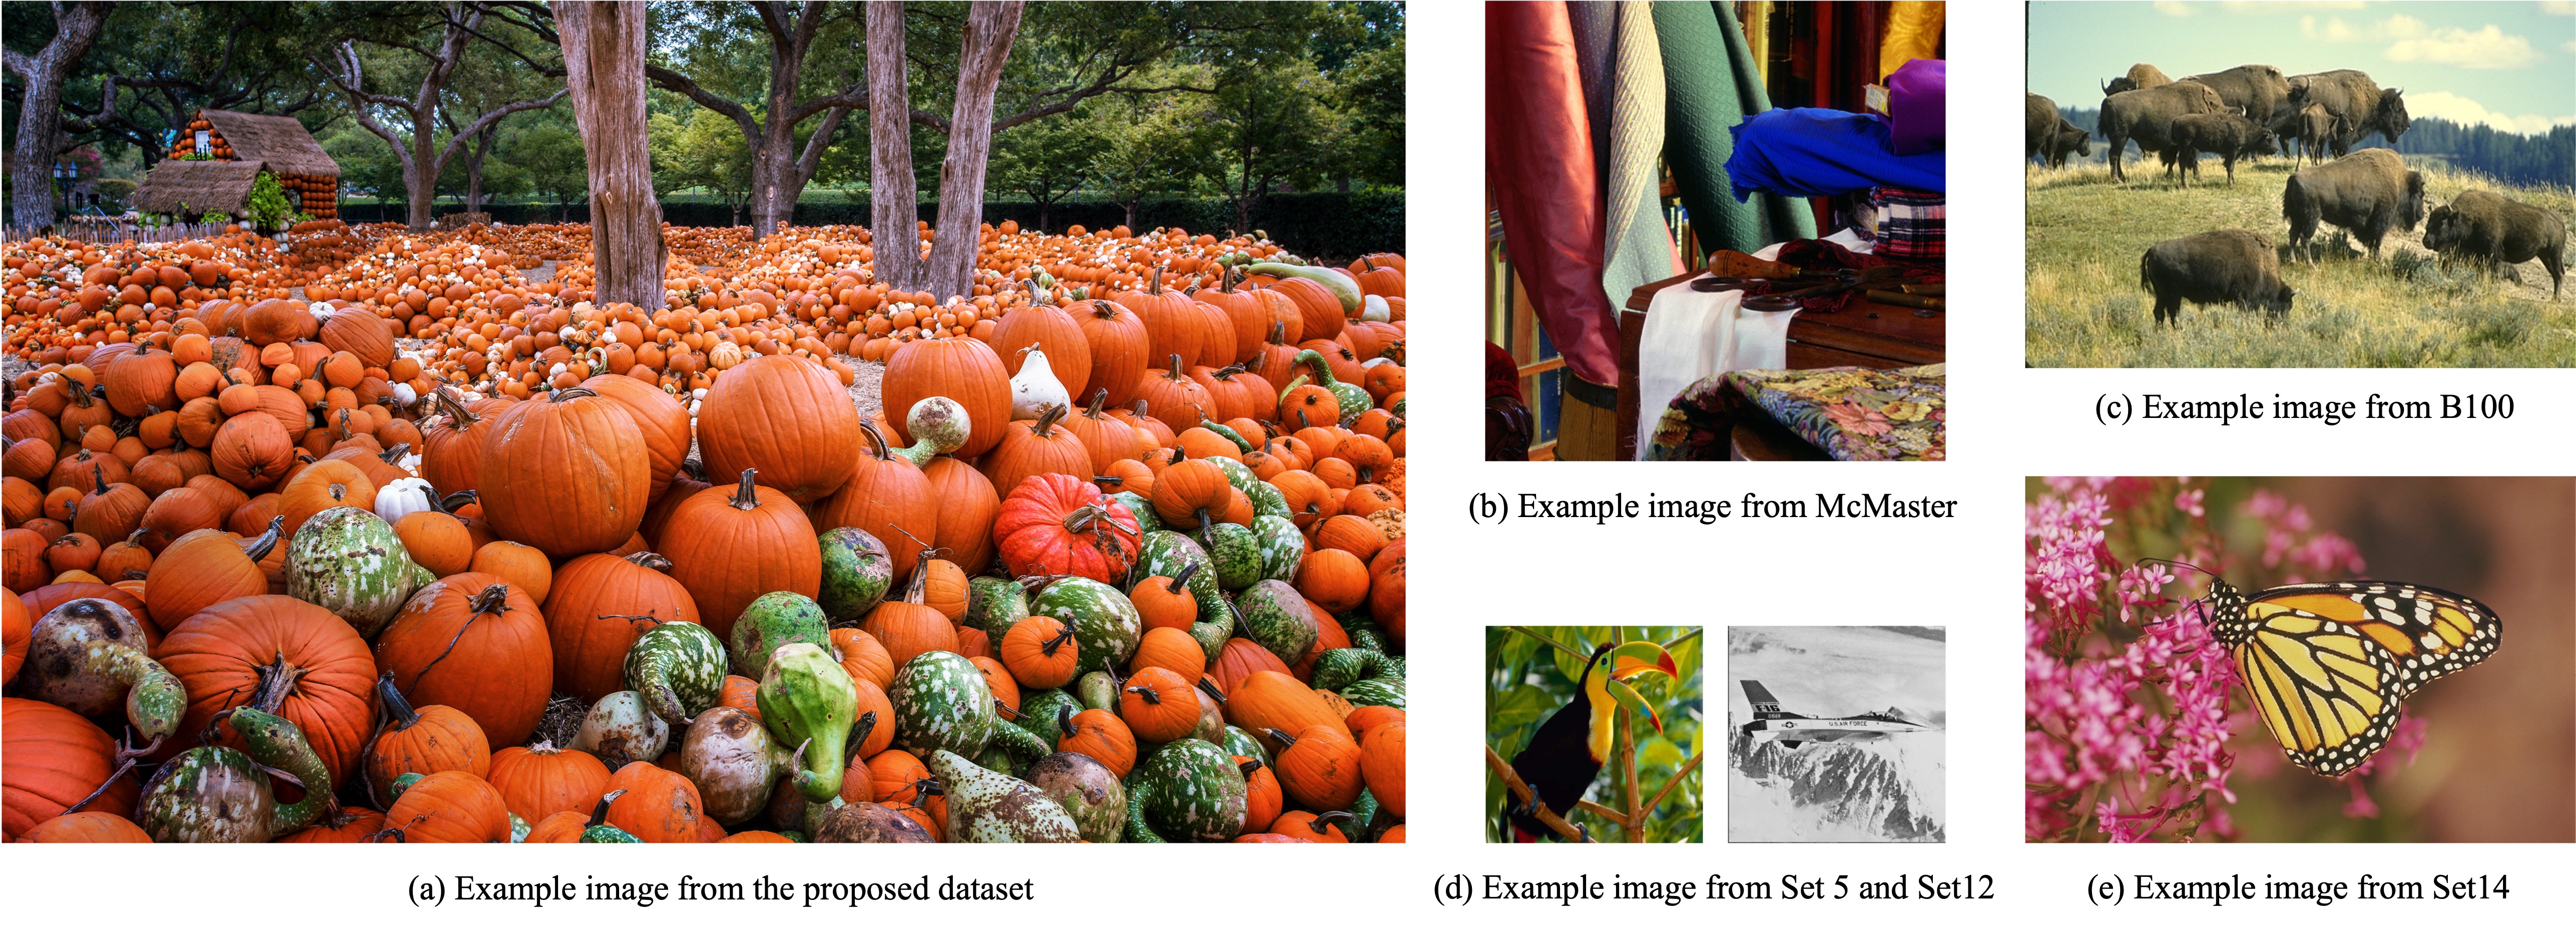 (a) Example image from the proposed dataset
(b) Example image from McMaster
(c) Example image from B100
F-16
U.S. AIR FORCE
(d) Example image from Set 5 and Set12
(e) Example image from Set14